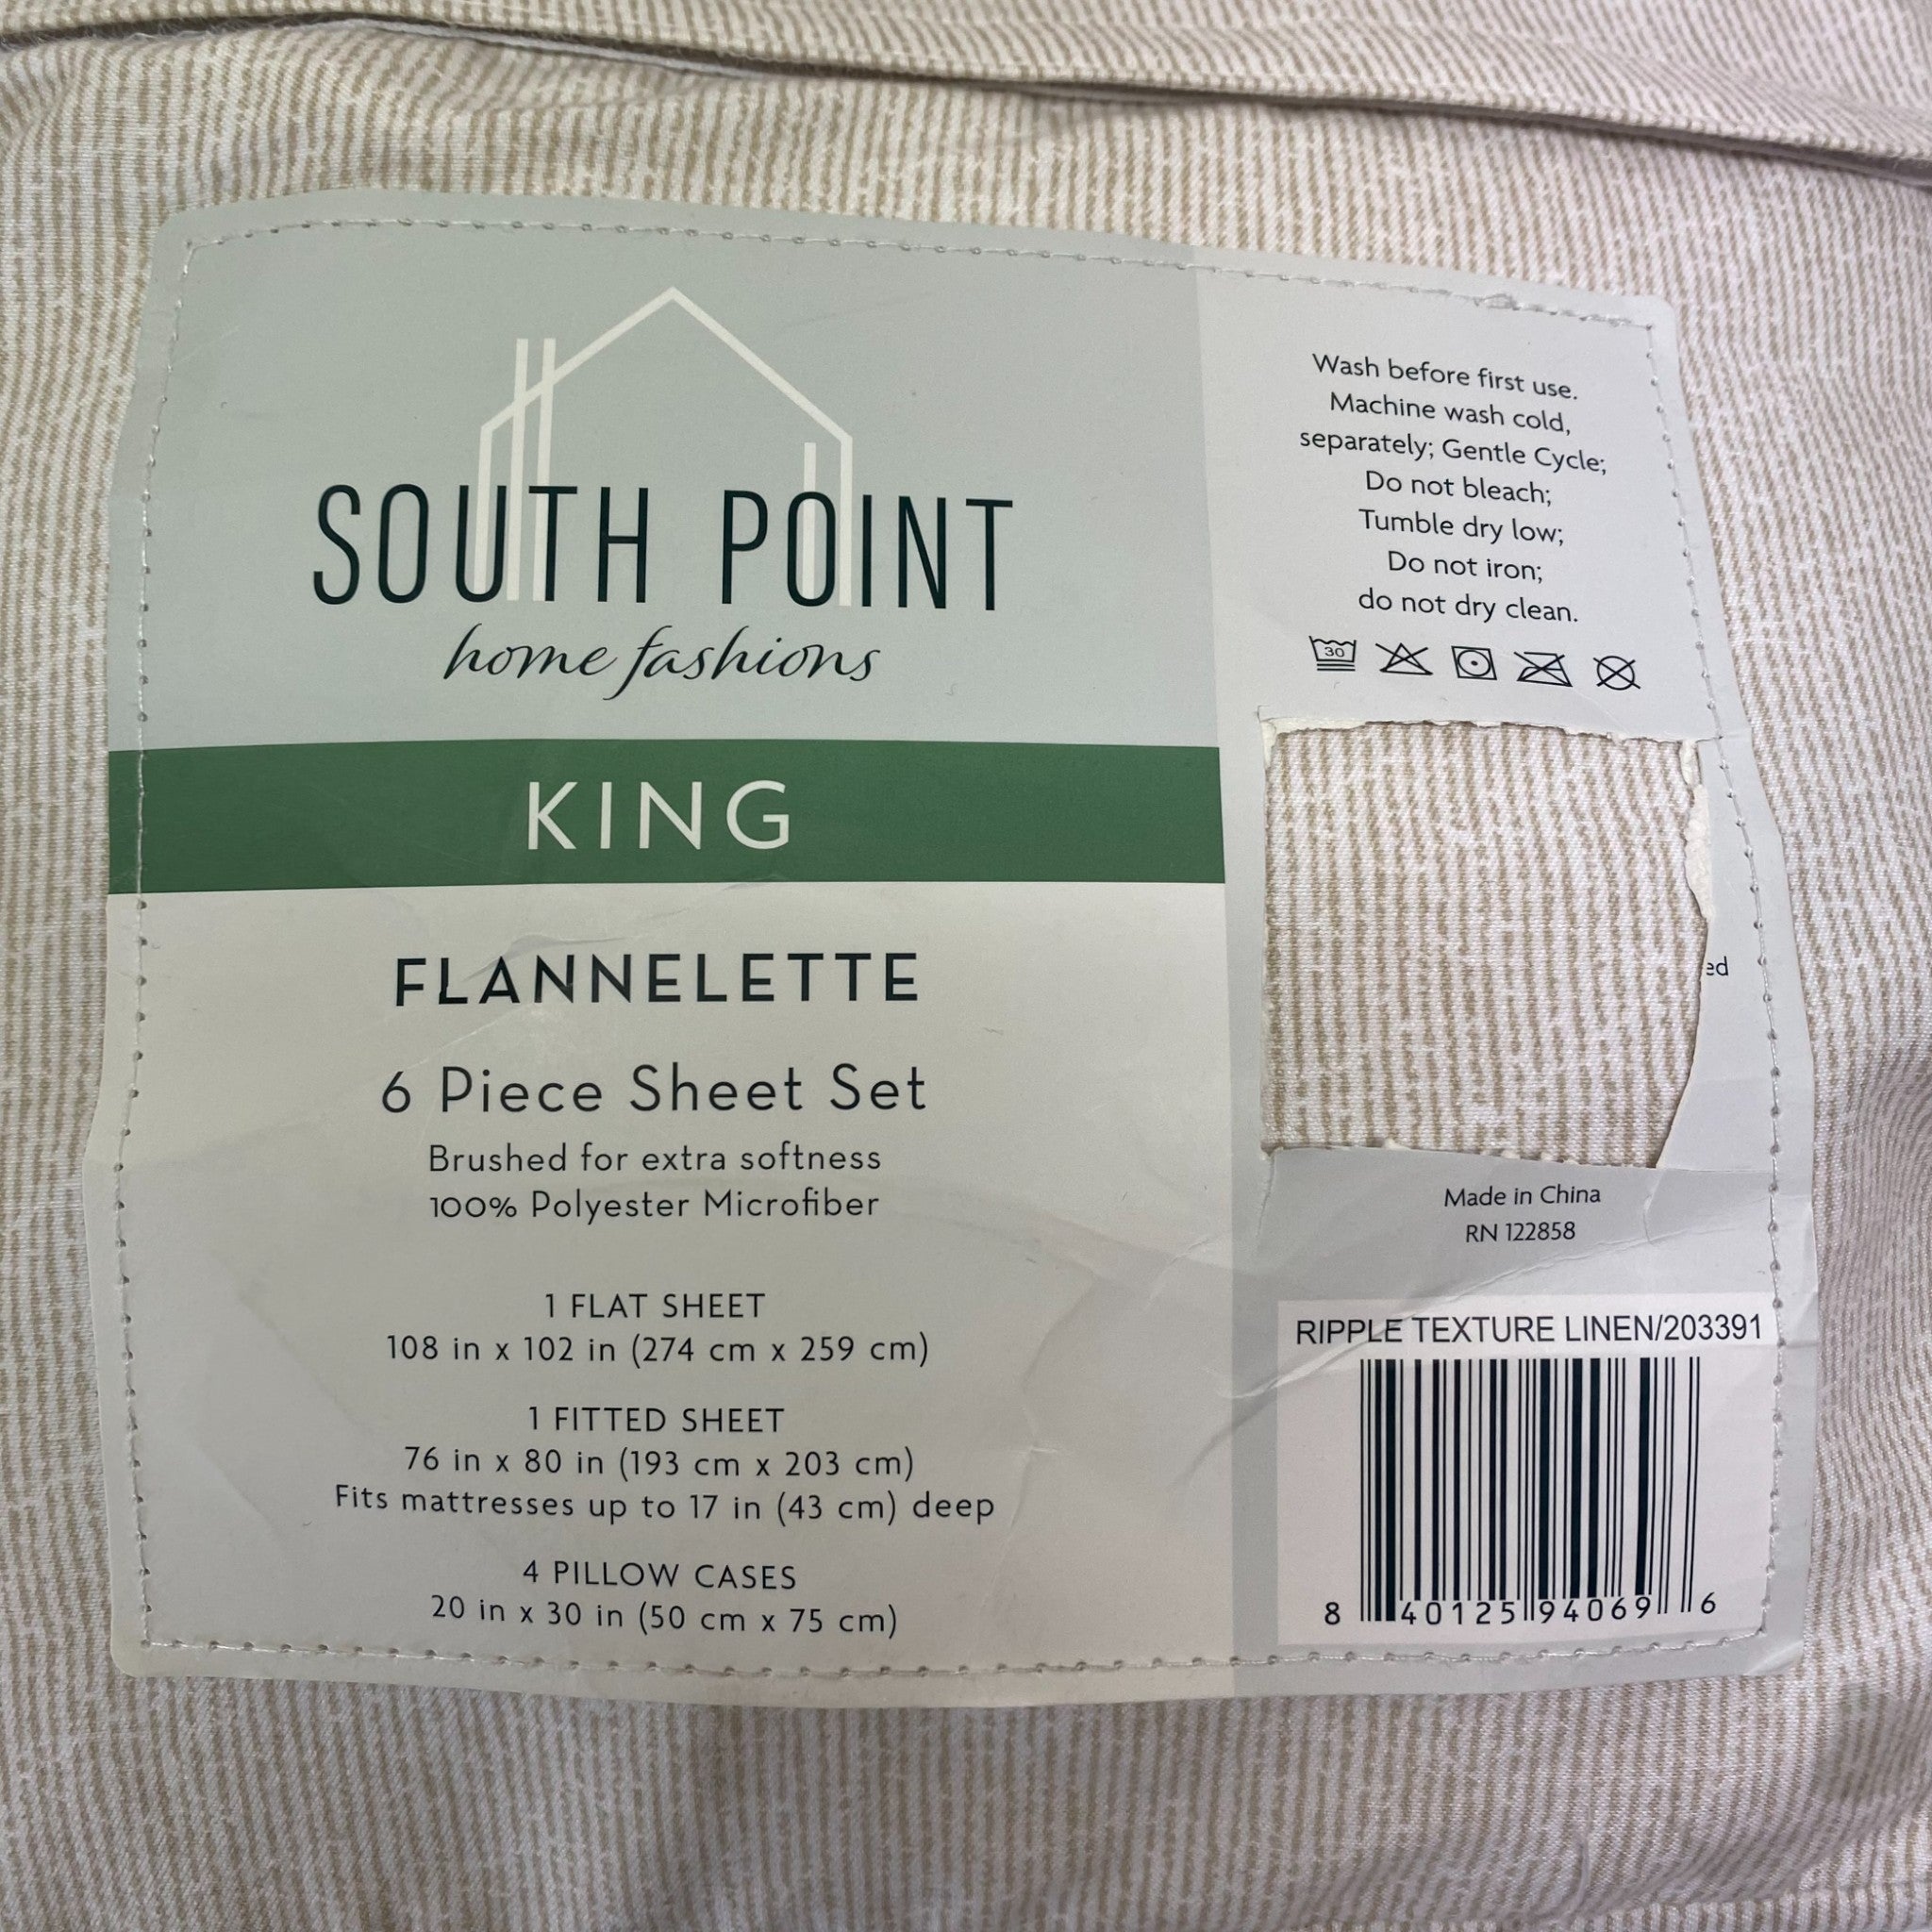 SOUTH POINT
home fashions
KING
FLANNELETTE
6 Piece Sheet Set
Brushed for extra softness
100% Polyester Microfiber
1 FLAT SHEET
108 in x 102 in (274 cm x 259 cm)
1 FITTED SHEET
76 in x 80 in (193 cm x 203 cm)
Fits mattresses up to 17 in (43 cm) deep
4 PILLOW CASES
20 in x 30 in (50 cm x 75 cm)
Wash before first use.
Machine wash cold,
separately; Gentle Cycle;
Do not bleach;
Tumble dry low;
Do not iron;
do not dry clean.
30
Made in China
RN 122858
RIPPLE TEXTURE LINEN/203391
8 40125 94069 6